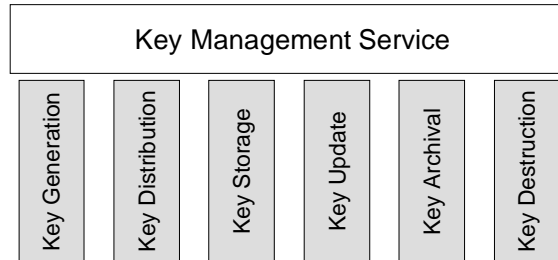 Key Management Service
Key Generation
Key Distribution
Key Storage
Key Update
Key Archival
Key Destruction